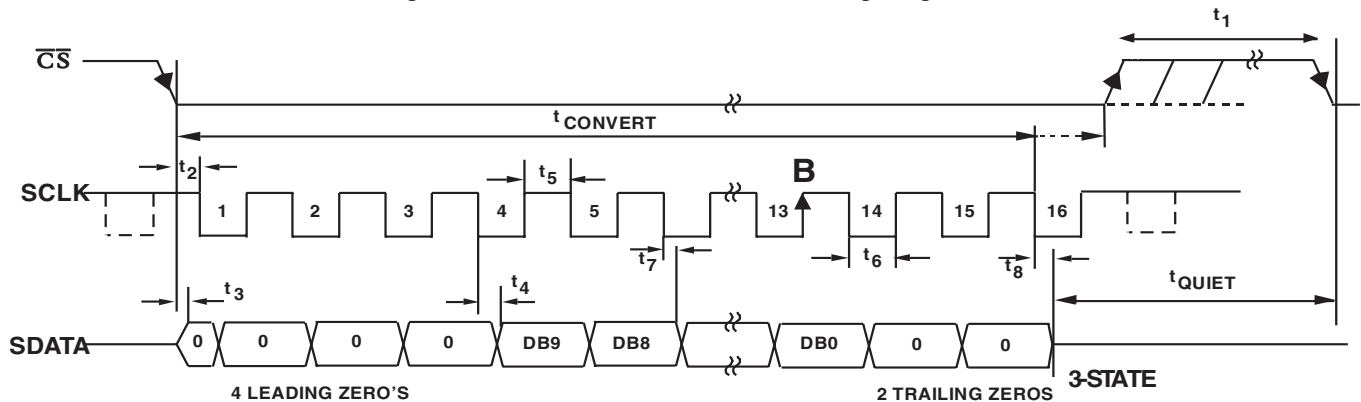 t1
CS
tCONVERT
t2
t5
B
SCLK
1 2 3 4 5 13 14 15 16
t7 t6 t8
t3 t4 tQUIET
SDATA
0 0 0 0 DB9 DB8 DB0 0 0
4 LEADING ZERO'S
2 TRAILING ZEROS
3-STATE